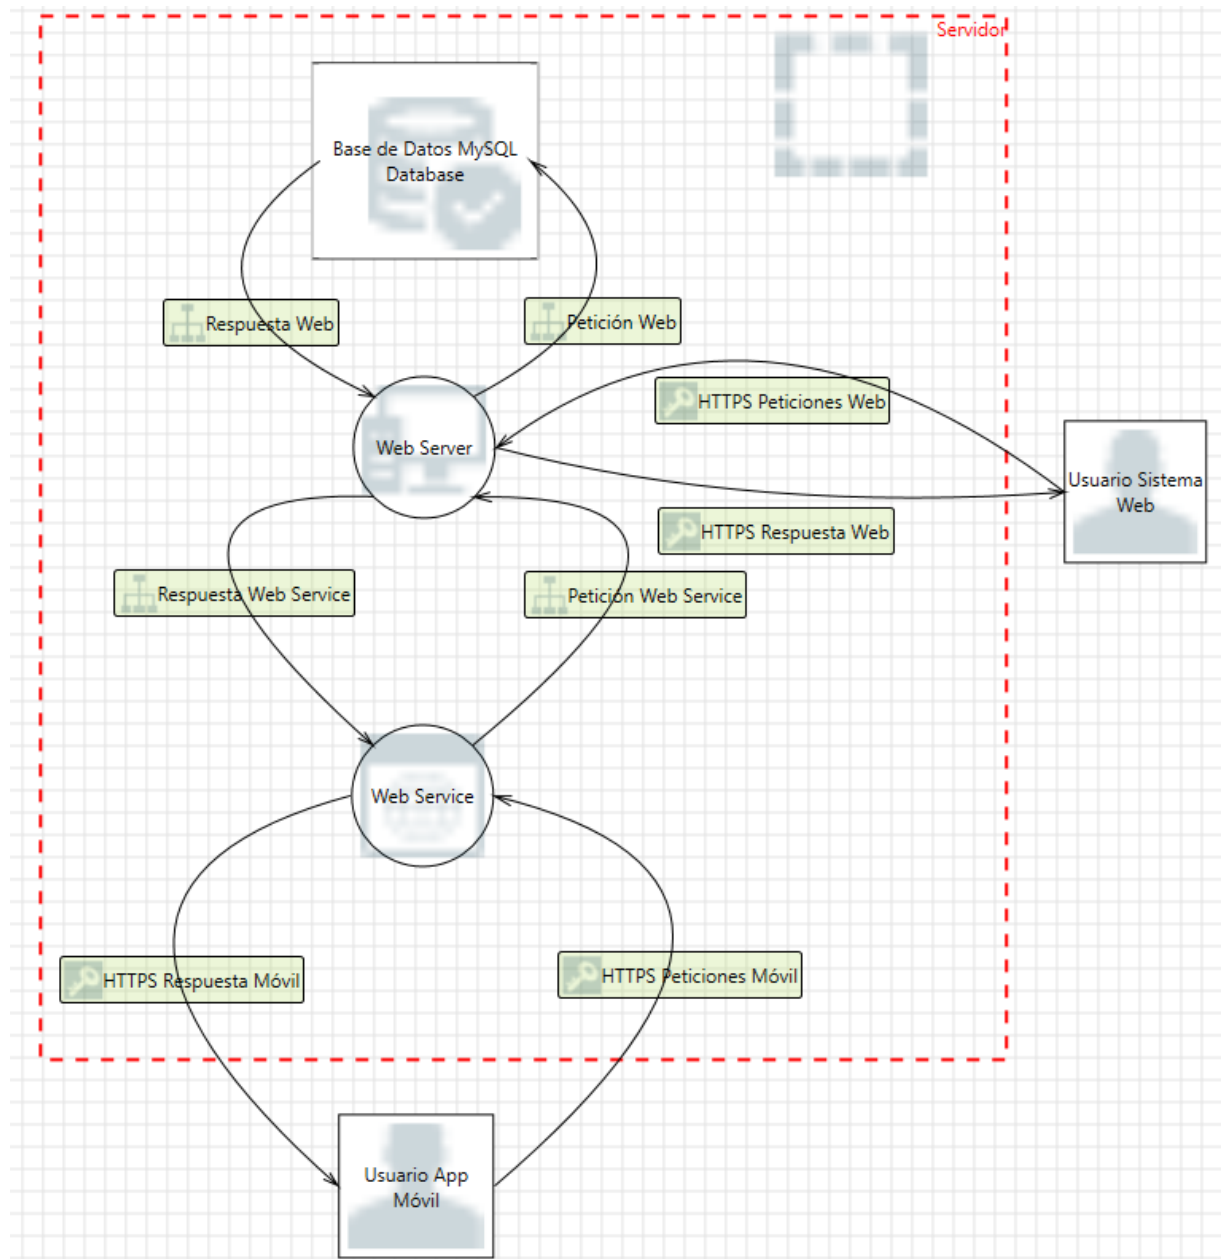 Servidor
Base de Datos MySQL
Database
Respuesta Web
Petición Web
HTTPS Peticiones Web
Web Server
Usuario Sistema
Web
HTTPS Respuesta Web
Respuesta Web Service
Petición Web Service
Web Service
HTTPS Respuesta Móvil
HTTPS Peticiones Móvil
Usuario App
Móvil